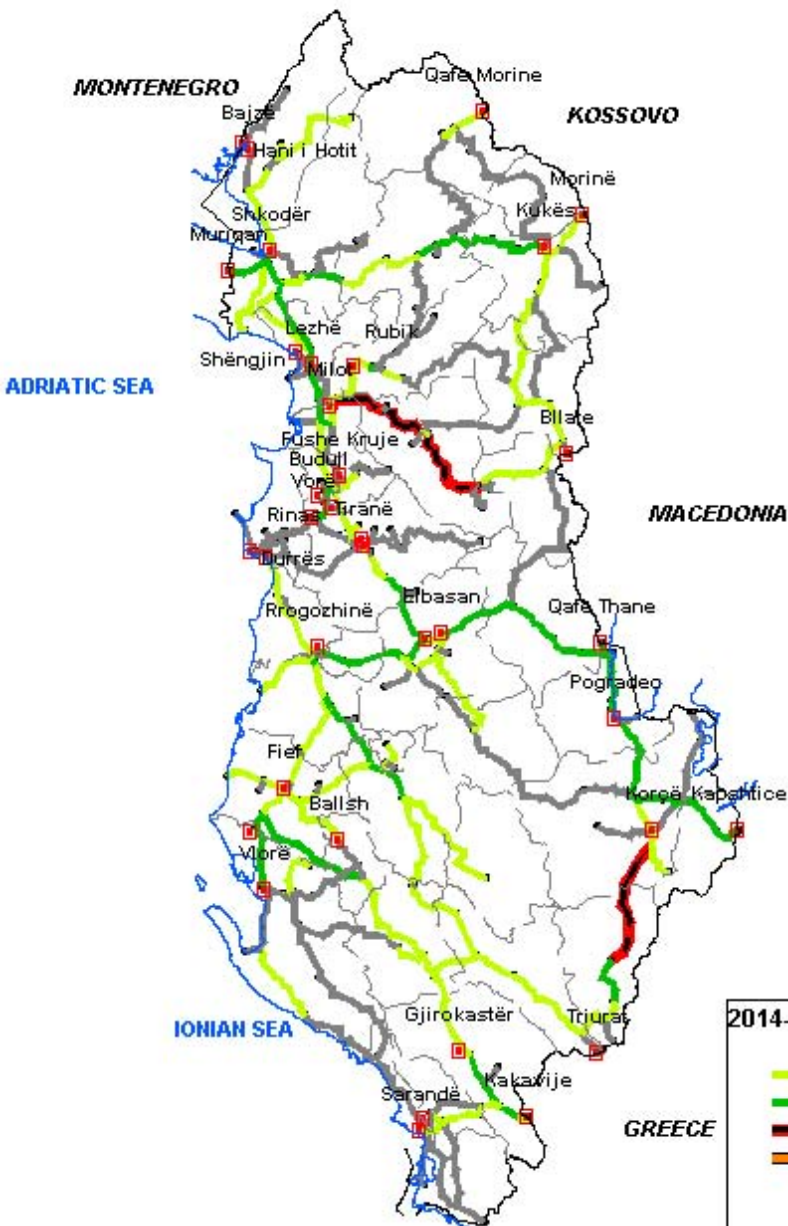 Qafë Morine
MONTENEGRO
KOSSOVO
Bajzë
Hani i Hotit
Morinë
Shkodër
Kukës
Muriqan
Lezhë
Rubik
Shëngjin
Milot
ADRIATIC SEA
Bllate
Fushe Kruje
Budull
Vorë
Rinas
Tiranë
MACEDONIA
Durrës
Elbasan
Rrogozhinë
Qafë Thane
Pogradec
Fier
Ballsh
Korçë
Kapshtice
Vlorë
Gjirokastër
Triurat
IONIAN SEA
2014-
Kakavije
Sarandë
GREECE